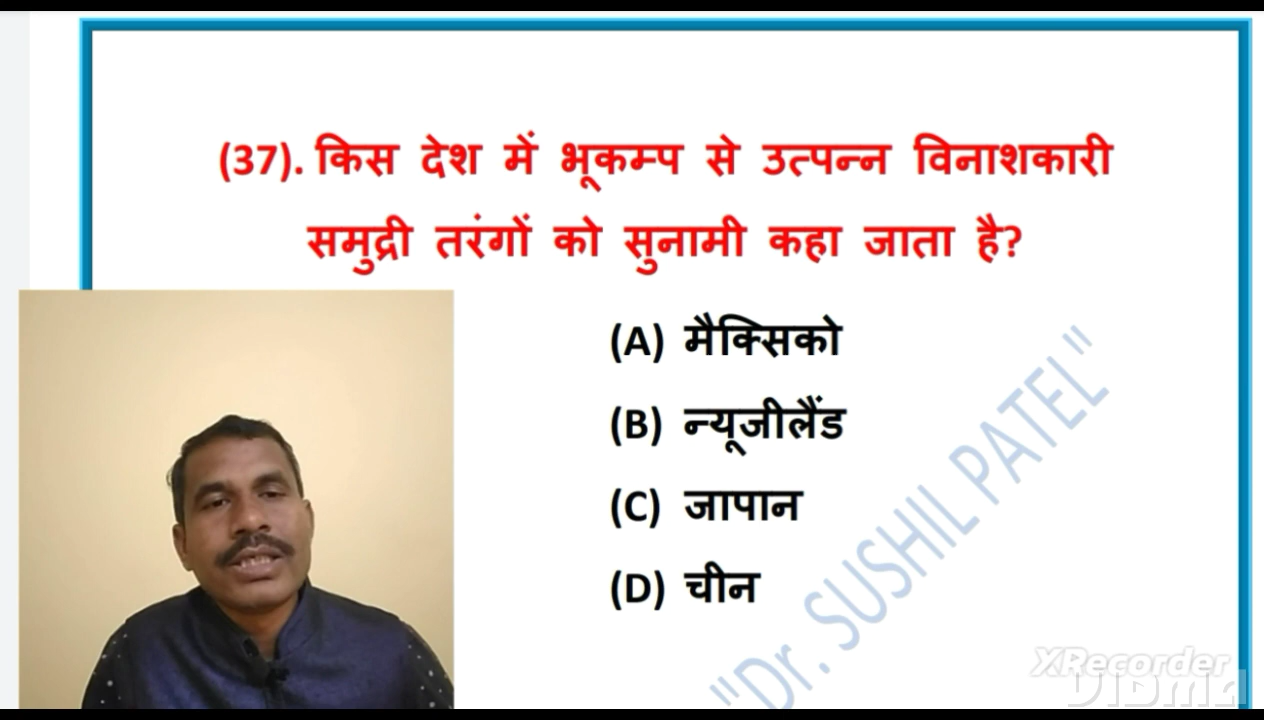 (37). किस देश में भूकम्प से उत्पन्न विनाशकारी
समुद्री तरंगों को सुनामी कहा जाता है?
(A) मैक्सिको
(B) न्यूजीलैंड
(C) जापान
(D) चीन
"Dr. SUSHIL PATEL"
XRecorder